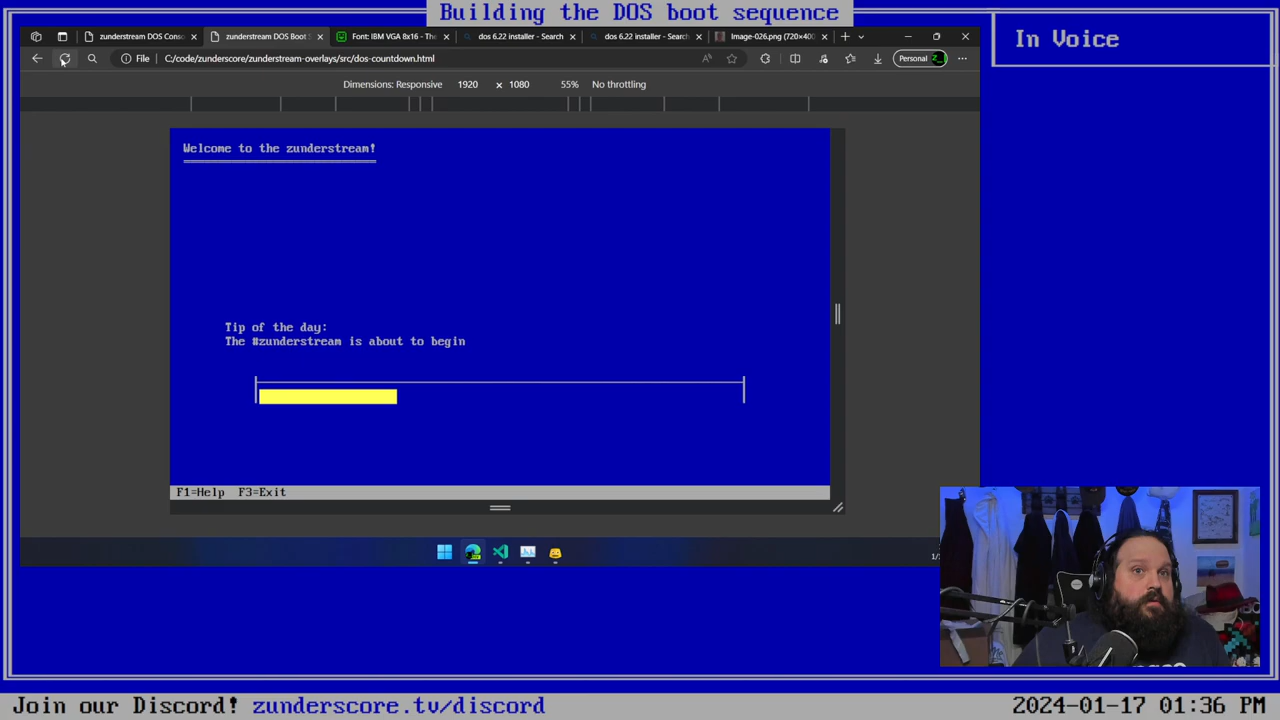 Building the DOS boot sequence
In Voice
zunderstream DOS Conso
zunderstream DOS Boot S
Font: IBM VGA 8x16 - The
dos 6.22 installer - Search
dos 6.22 installer - Search
Image-026.png (720×400
File
C:/code/zunderscore/zunderstream-overlays/src/dos-countdown.html
Personal
Dimensions: Responsive 1920 × 1080 55% No throttling
Welcome to the zunderstream!
Tip of the day:
The #zunderstream is about to begin
F1=Help F3=Exit
Join our Discord! zunderscore.tv/discord
2024-01-17 01:36 PM